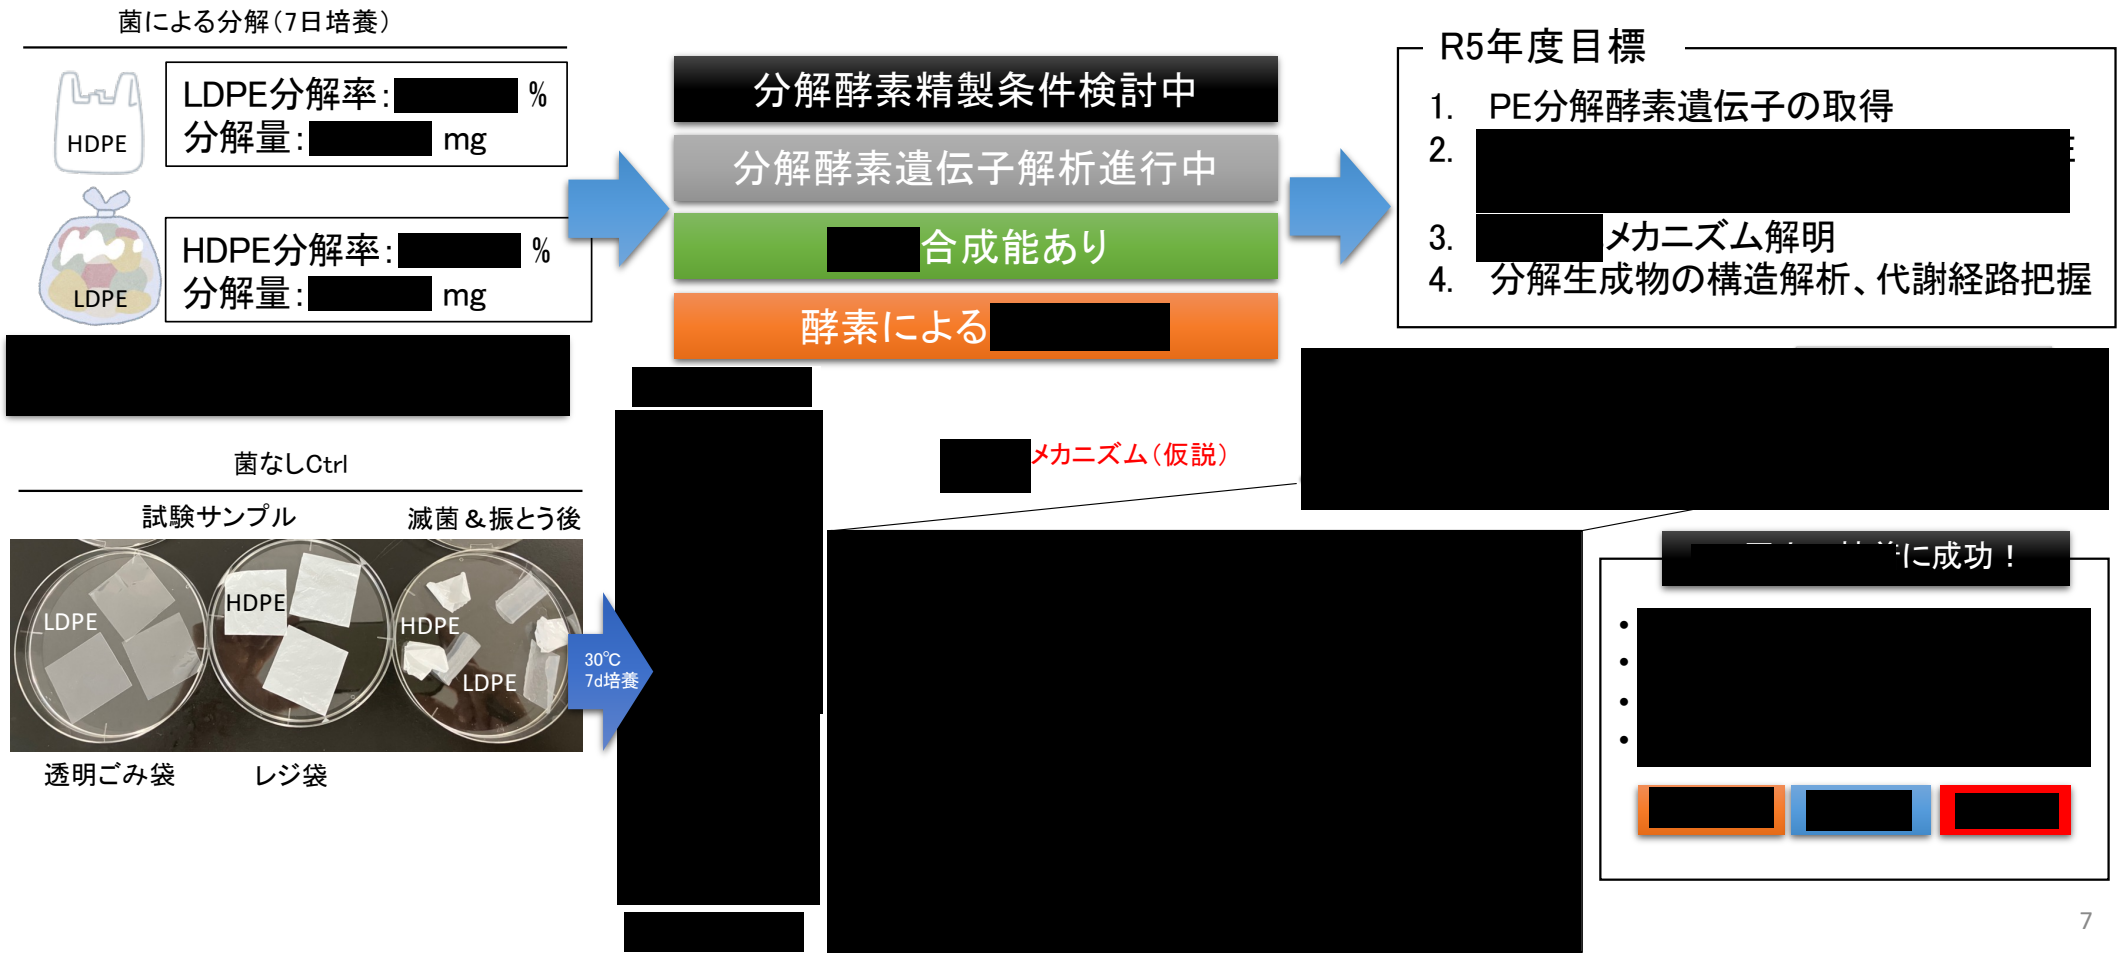 菌による分解（7日培養）
HDPE
LDPE分解率： %
分解量： mg
LDPE
HDPE分解率： %
分解量： mg
分解酵素精製条件検討中
分解酵素遺伝子解析進行中
合成能あり
酵素による
R5年度目標
1. PE分解酵素遺伝子の取得
2.
3. メカニズム解明
4. 分解生成物の構造解析、代謝経路把握
メカニズム（仮説）
菌なしCtrl
試験サンプル
滅菌＆振とう後
LDPE
HDPE
HDPE
LDPE
30℃
7d培養
透明ごみ袋
レジ袋
に成功！
7